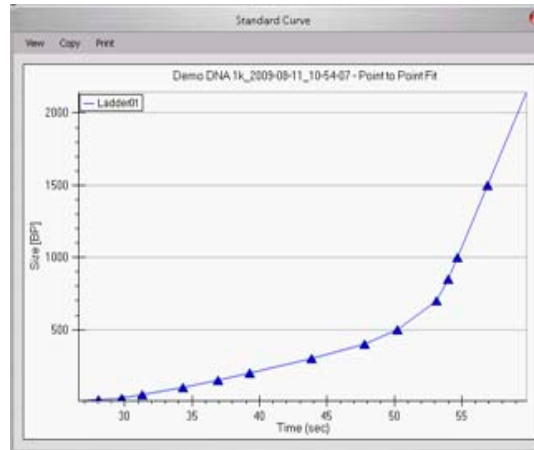 Standard Curve
View Copy Print
Demo DNA 1k_2009-08-11_10-54-07 - Point to Point Fit
Ladder01
2000
1500
1000
500
Size [BP]
30 35 40 45 50 55
Time (sec)